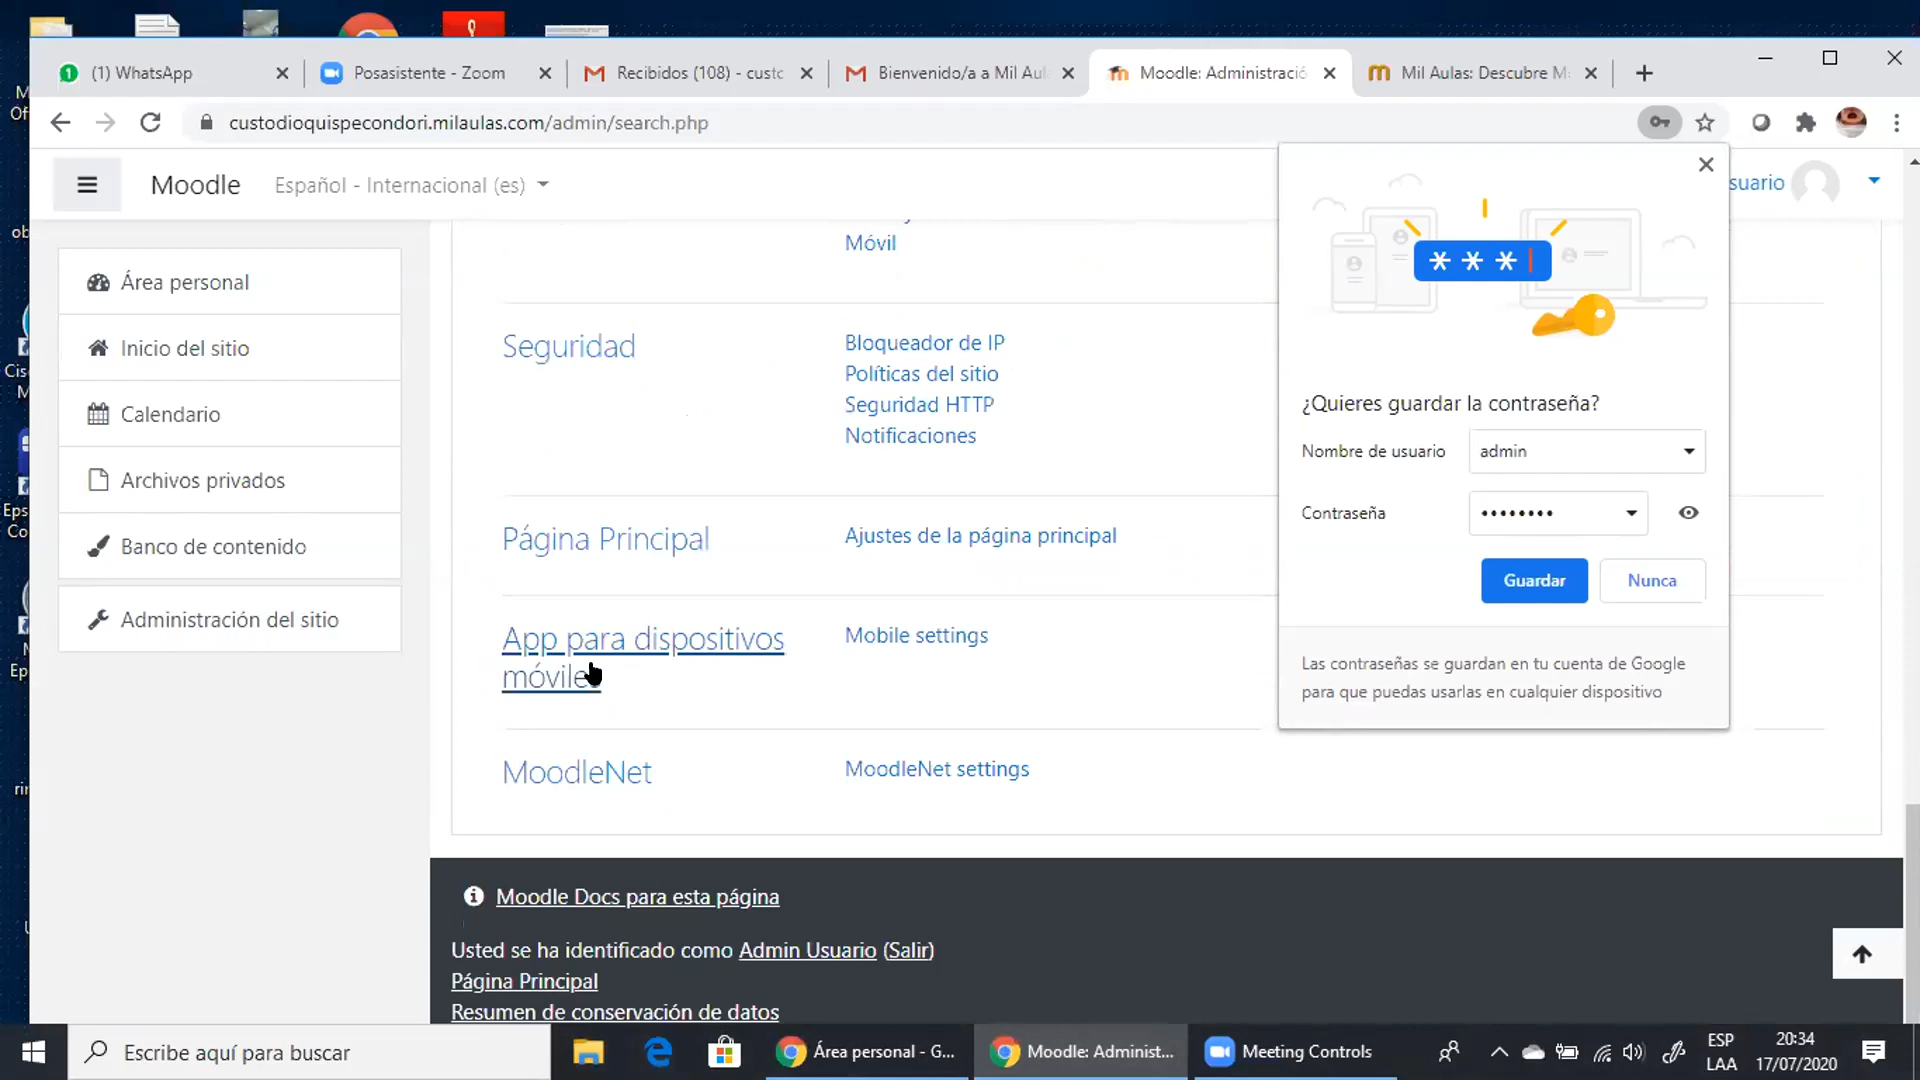 (1) WhatsApp
Posasistente - Zoom
Recibidos (108) - custo
Bienvenido/a a Mil Aul
Moodle: Administració
Mil Aulas: Descubre M
custodioquispecondori.milaulas.com/admin/search.php
Moodle
Español - Internacional (es)
suario
Área personal
Inicio del sitio
Calendario
Archivos privados
Banco de contenido
Administración del sitio
Móvil
Seguridad
Bloqueador de IP
Políticas del sitio
Seguridad HTTP
Notificaciones
Página Principal
Ajustes de la página principal
App para dispositivos
móviles
Mobile settings
MoodleNet
MoodleNet settings
* * *
¿Quieres guardar la contraseña?
Nombre de usuario
admin
Contraseña
••••••••
Guardar
Nunca
Las contraseñas se guardan en tu cuenta de Google
para que puedas usarlas en cualquier dispositivo
Moodle Docs para esta página
Usted se ha identificado como Admin Usuario (Salir)
Página Principal
Resumen de conservación de datos
Escribe aquí para buscar
Área personal - G...
Moodle: Administ...
Meeting Controls
ESP
LAA
20:34
17/07/2020